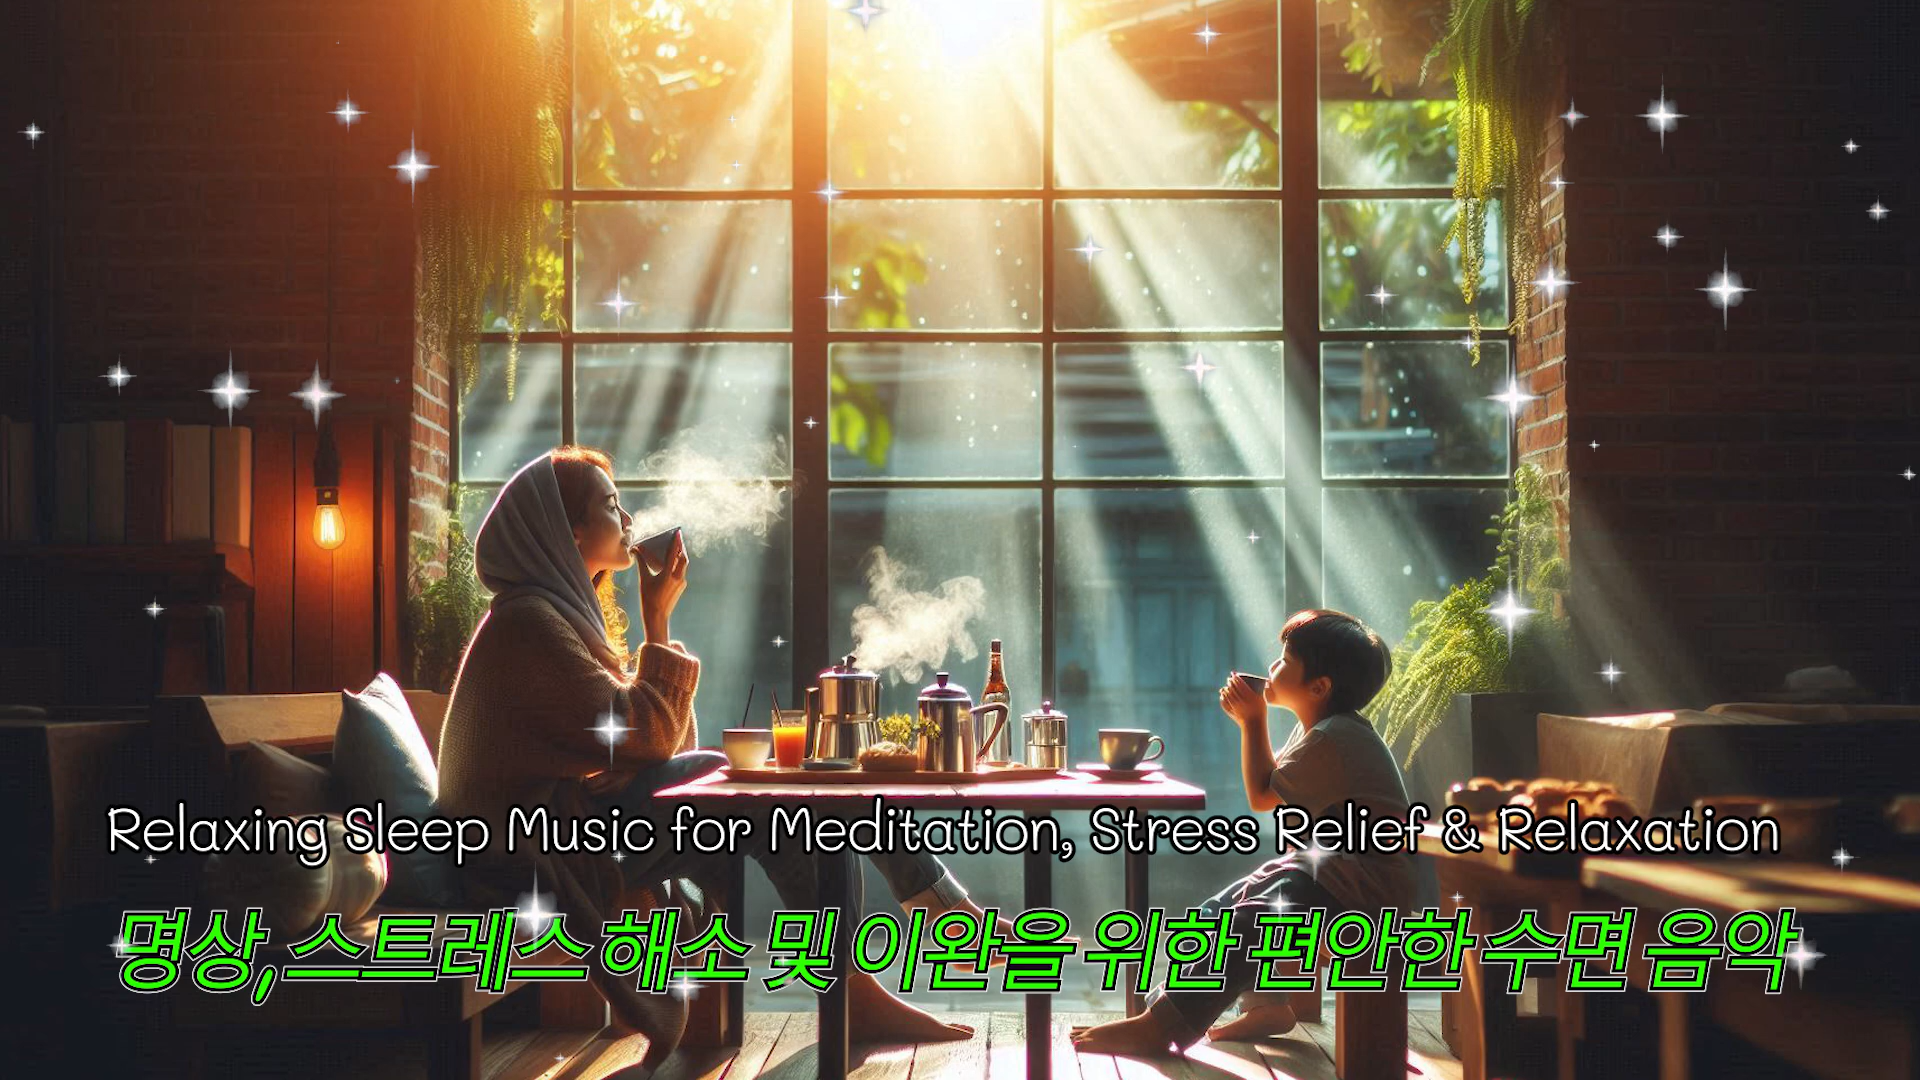 Relaxing Sleep Music for Meditation, Stress Relief & Relaxation
명상, 스트레스 해소 및 이완을 위한 편안한 수면 음악